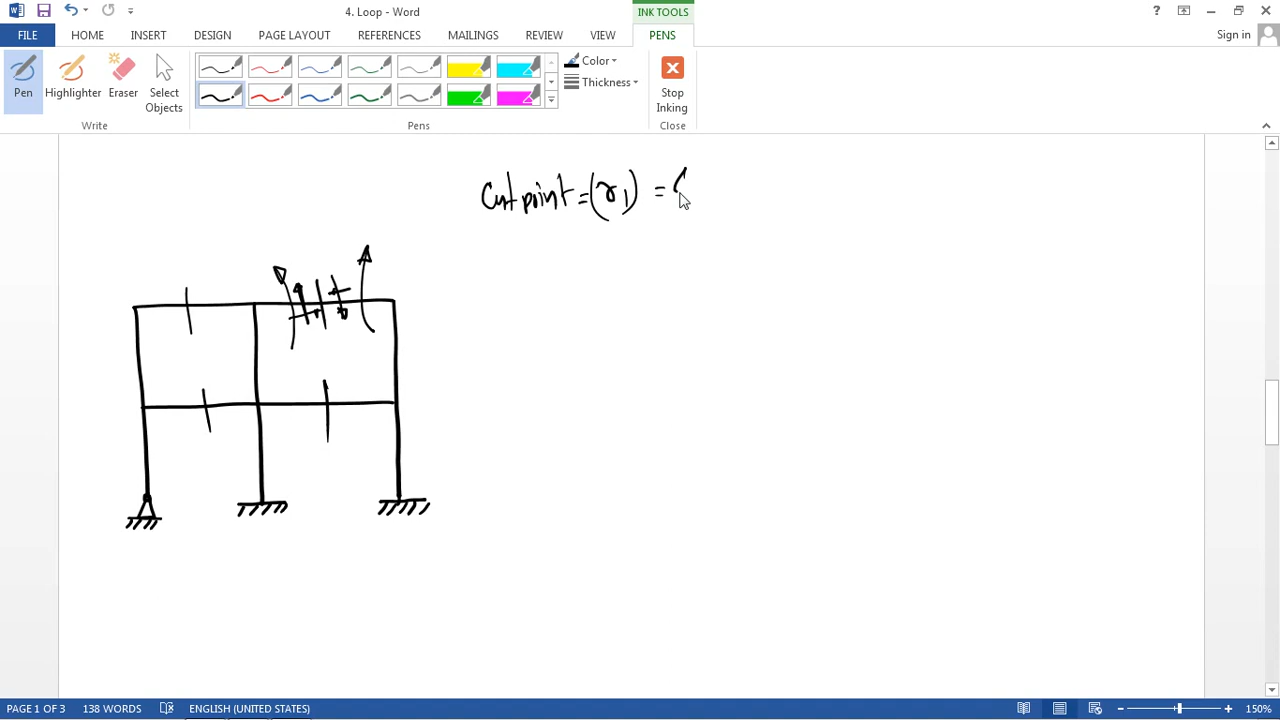 4. Loop - Word
INK TOOLS
FILE HOME INSERT DESIGN PAGE LAYOUT REFERENCES MAILINGS REVIEW VIEW PENS Sign in
Pen Highlighter Eraser Select Objects
Color
Thickness
Stop Inking
Write Pens Close
Cut point = (r1) =
PAGE 1 OF 3 138 WORDS ENGLISH (UNITED STATES) 150%